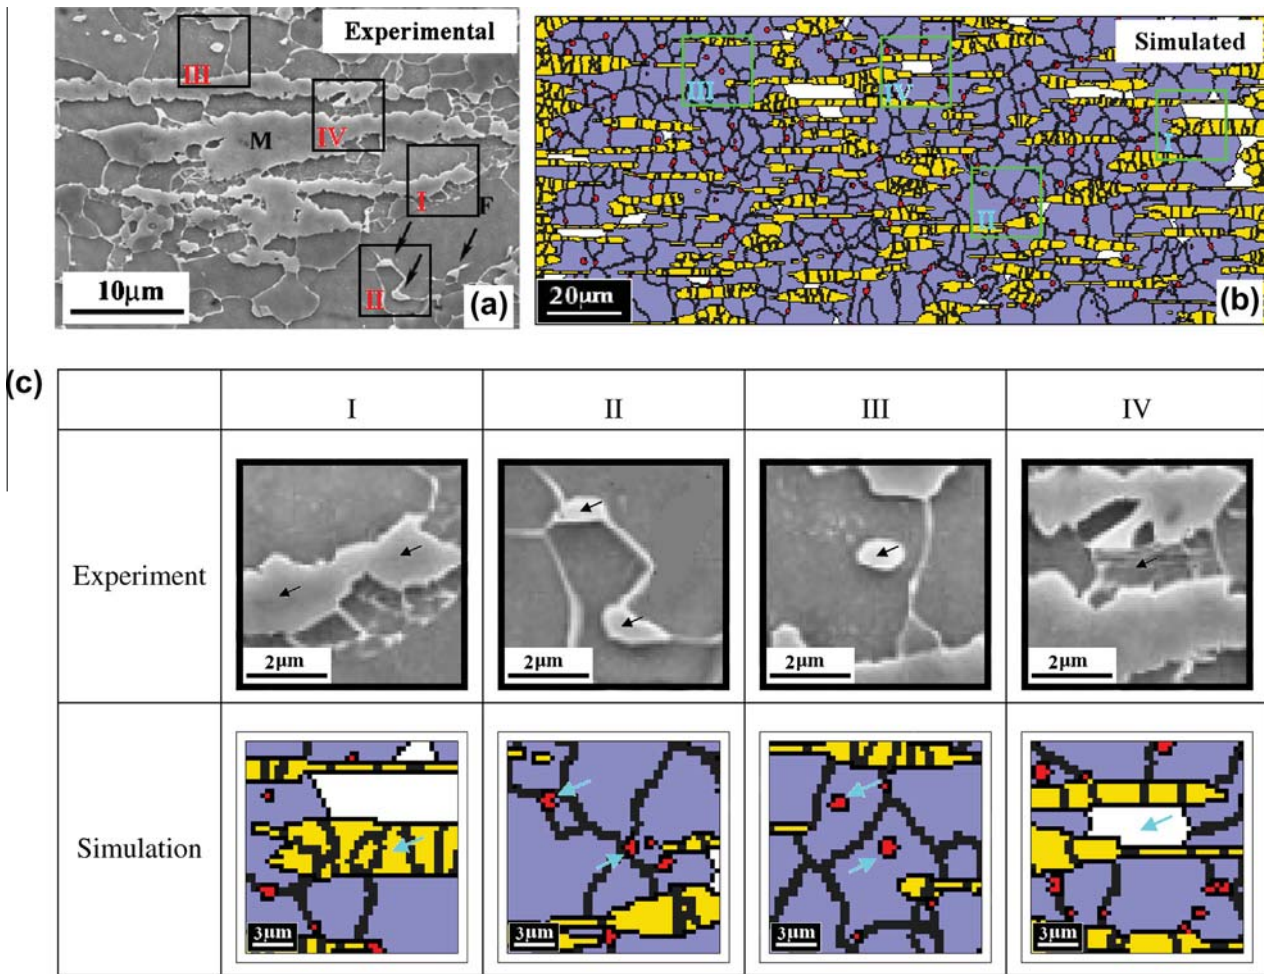 Experimental
III
IV
M
I
F
II
10μm
(a)
Simulated
III
IV
I
II
20μm
(b)
(c)
I II III IV
Experiment
2μm 2μm 2μm 2μm
Simulation
3μm 3μm 3μm 3μm